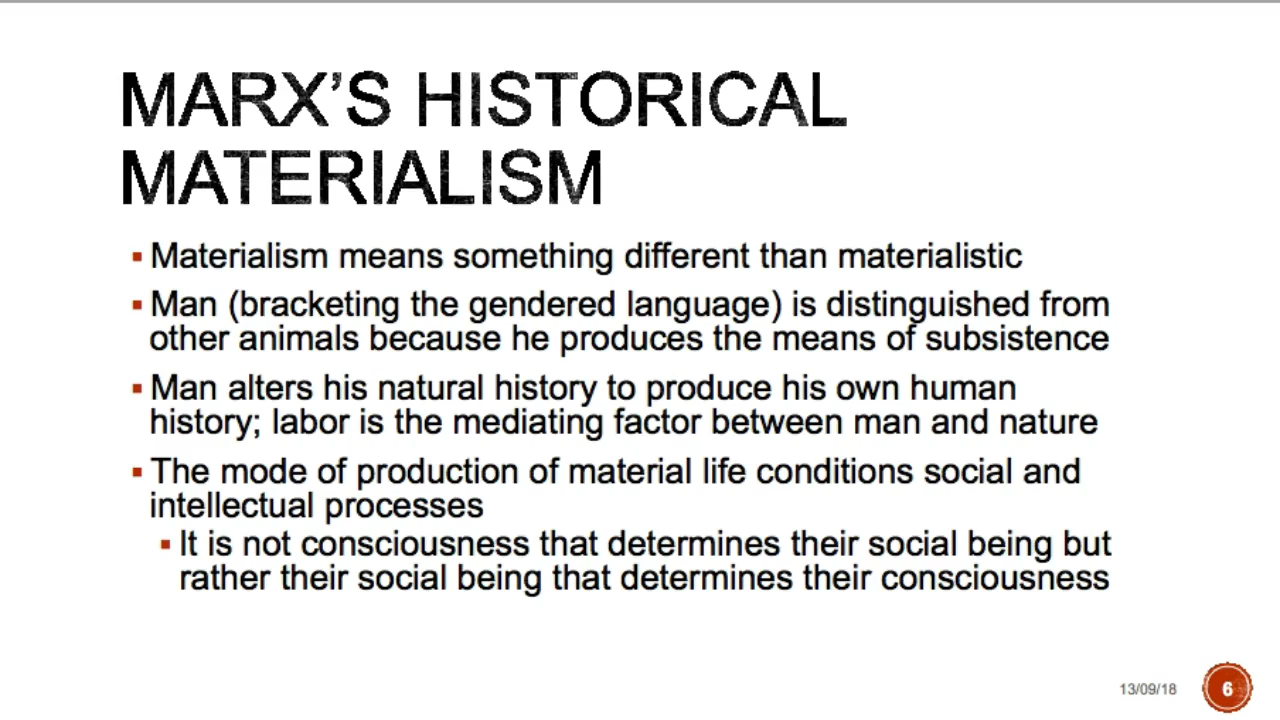 MARX’S HISTORICAL
MATERIALISM
▪ Materialism means something different than materialistic
▪ Man (bracketing the gendered language) is distinguished from
other animals because he produces the means of subsistence
▪ Man alters his natural history to produce his own human
history; labor is the mediating factor between man and nature
▪ The mode of production of material life conditions social and
intellectual processes
▪ It is not consciousness that determines their social being but
rather their social being that determines their consciousness
13/09/18
6